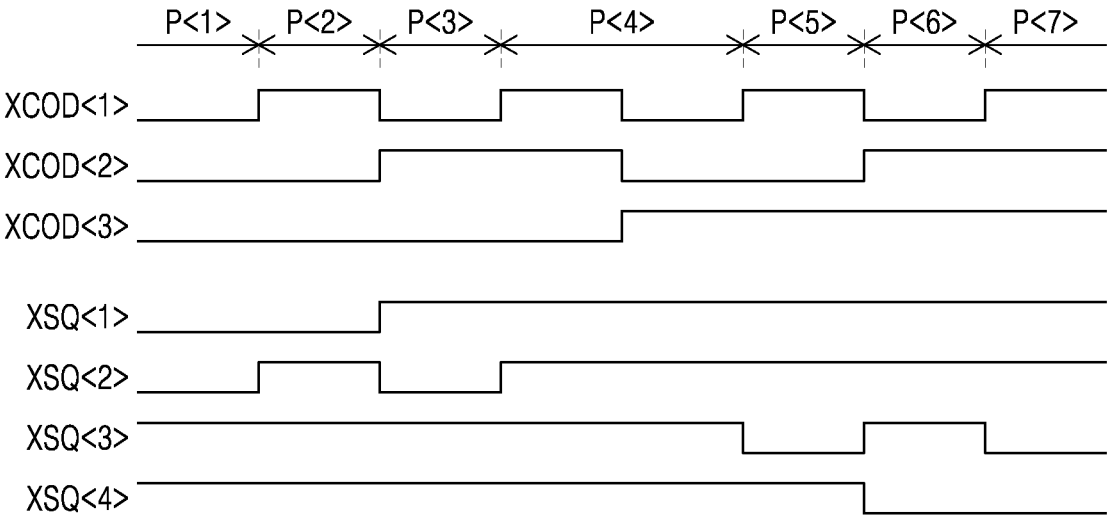 P<1> P<2> P<3> P<4> P<5> P<6> P<7>
XCOD<1>
XCOD<2>
XCOD<3>
XSQ<1>
XSQ<2>
XSQ<3>
XSQ<4>